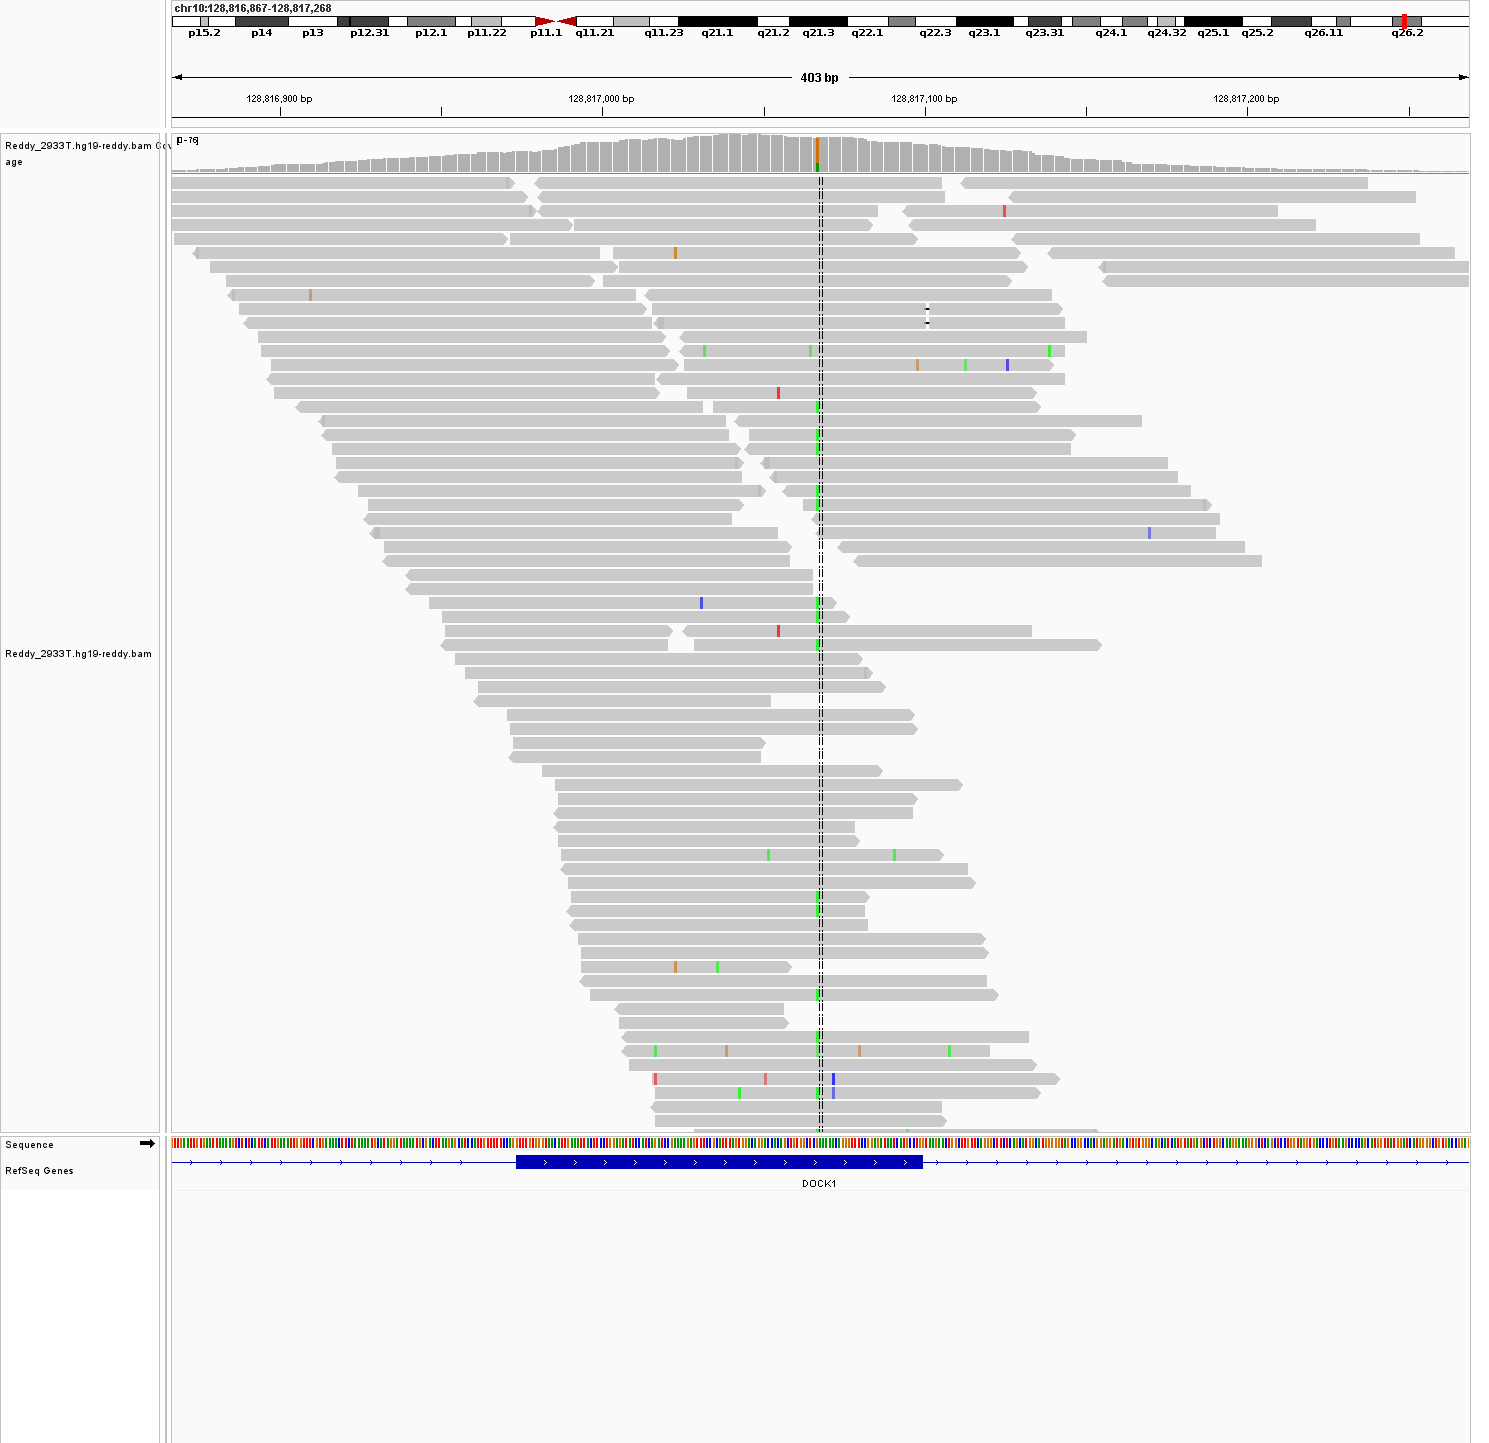 chr10:128,816,867-128,817,268
p15.2 p14 p13 p12.31 p12.1 p11.22 p11.1 q11.21 q11.23 q21.1 q21.2 q21.3 q22.1 q22.3 q23.1 q23.31 q24.1 q24.32 q25.1 q25.2 q26.11 q26.2
403 bp
128,816,900 bp 128,817,000 bp 128,817,100 bp 128,817,200 bp
Reddy_2933T.hg19-reddy.bam Cov
age
[0-76]
Reddy_2933T.hg19-reddy.bam
Sequence
RefSeq Genes
DOCK1